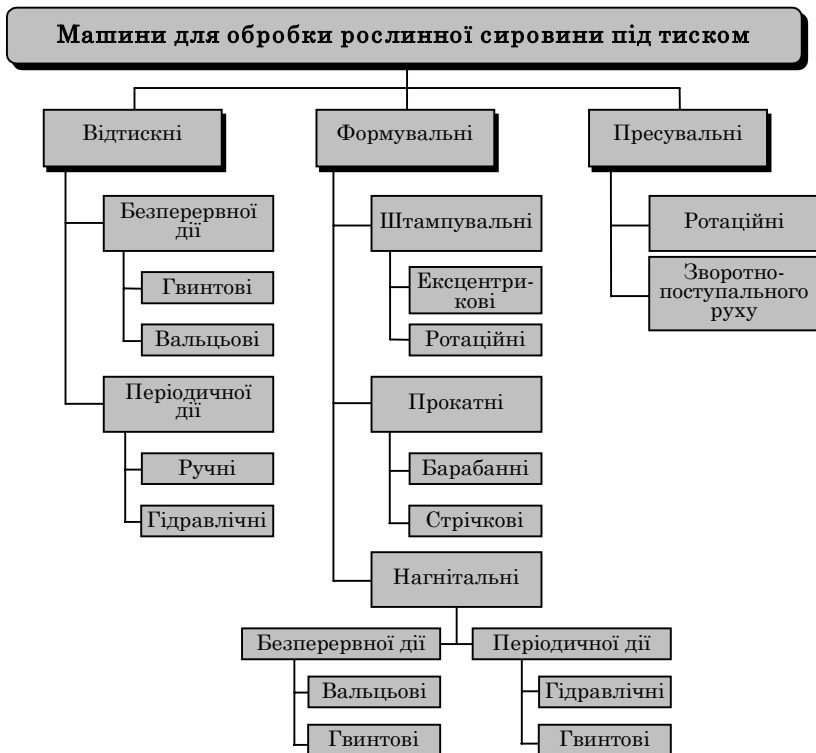 Машини для обробки рослинної сировини під тиском
Відтискні
Безперервної
дії
Гвинтові
Вальцьові
Періодичної
дії
Ручні
Гідравлічні
Формувальні
Штампувальні
Ексцентри-
кові
Ротаційні
Прокатні
Барабанні
Стрічкові
Нагнітальні
Безперервної дії
Вальцьові
Гвинтові
Періодичної дії
Гідравлічні
Гвинтові
Пресувальні
Ротаційні
Зворотно-
поступального
руху